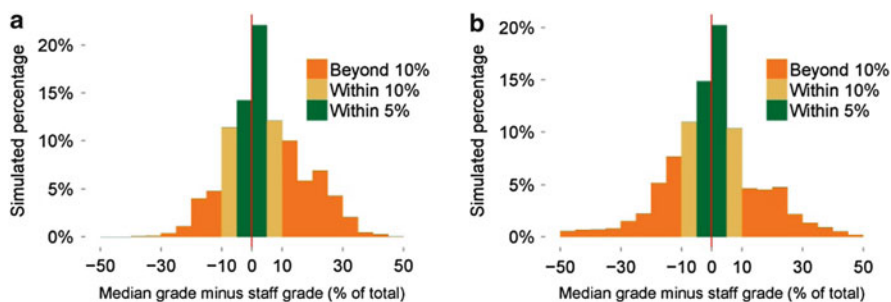 a
20%
15%
10%
5%
0%
Simulated percentage
Beyond 10%
Within 10%
Within 5%
−50
−30
−10
0
10
30
50
Median grade minus staff grade (% of total)
b
20%
15%
10%
5%
0%
Simulated percentage
Beyond 10%
Within 10%
Within 5%
−50
−30
−10
0
10
30
50
Median grade minus staff grade (% of total)